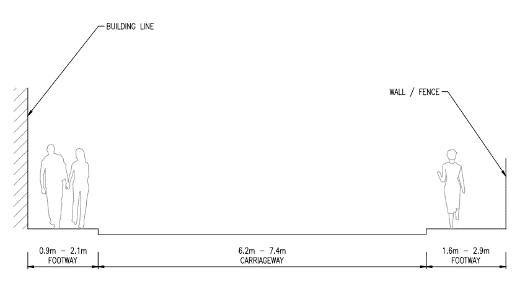 BUILDING LINE
WALL / FENCE
0.9m - 2.1m
FOOTWAY
6.2m - 7.4m
CARRIAGEWAY
1.6m - 2.9m
FOOTWAY